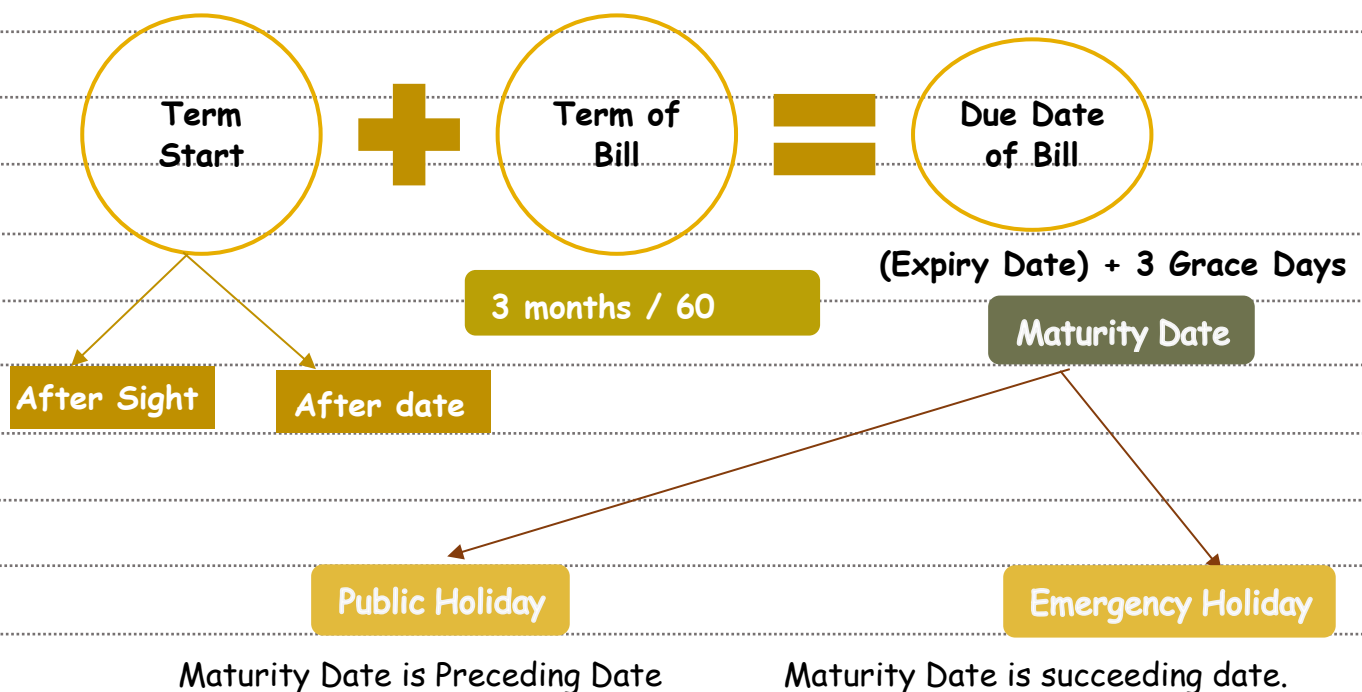 Term
Start
Term of
Bill
Due Date
of Bill
(Expiry Date) + 3 Grace Days
3 months / 60
Maturity Date
After Sight
After date
Public Holiday
Emergency Holiday
Maturity Date is Preceding Date
Maturity Date is succeeding date.